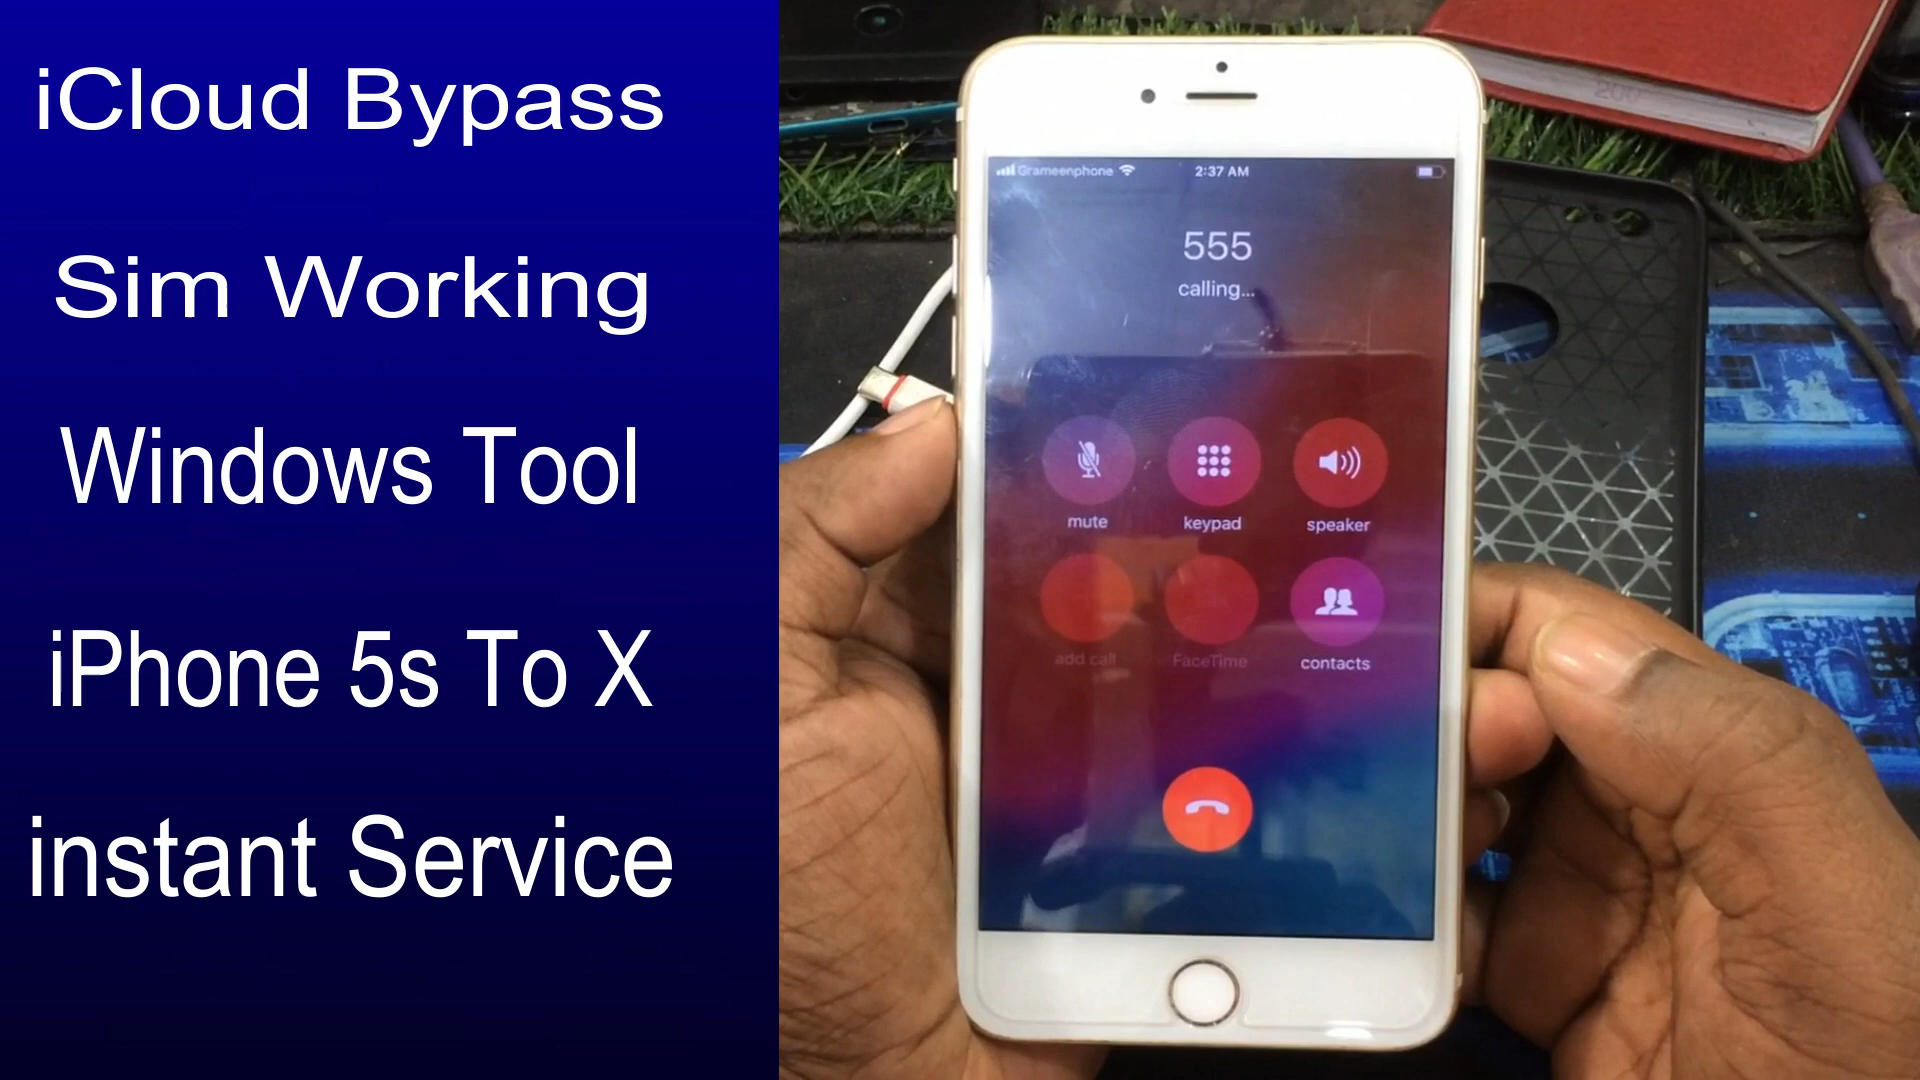 iCloud Bypass
Sim Working
Windows Tool
iPhone 5s To X
instant Service
200
Grameenphone 2:37 AM
555
calling...
mute keypad speaker
add call FaceTime contacts